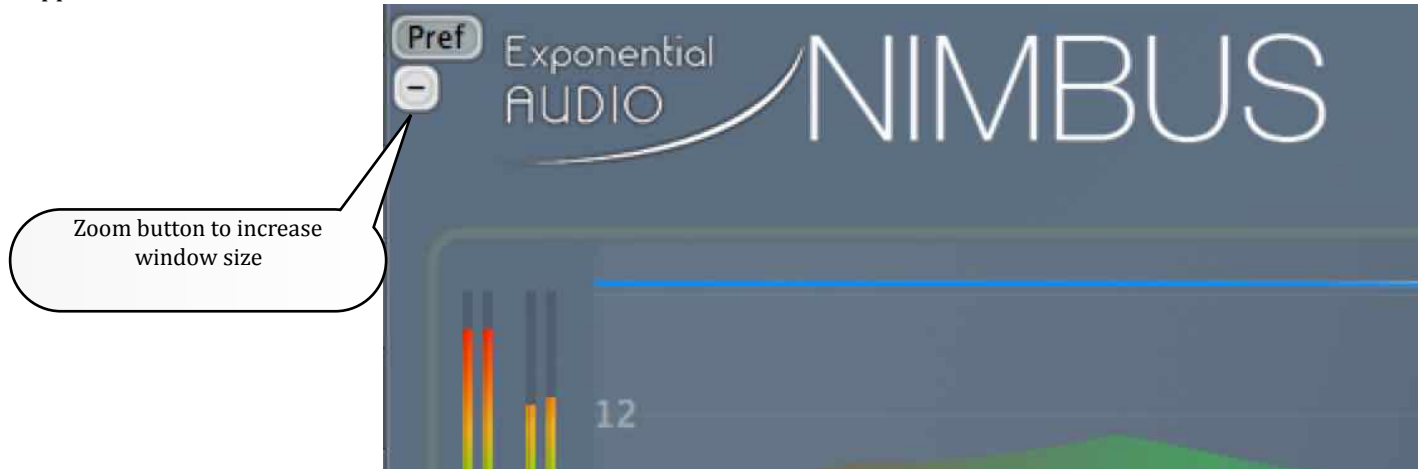 Pref
Exponential
AUDIO
NIMBUS
−
Zoom button to increase
window size
12